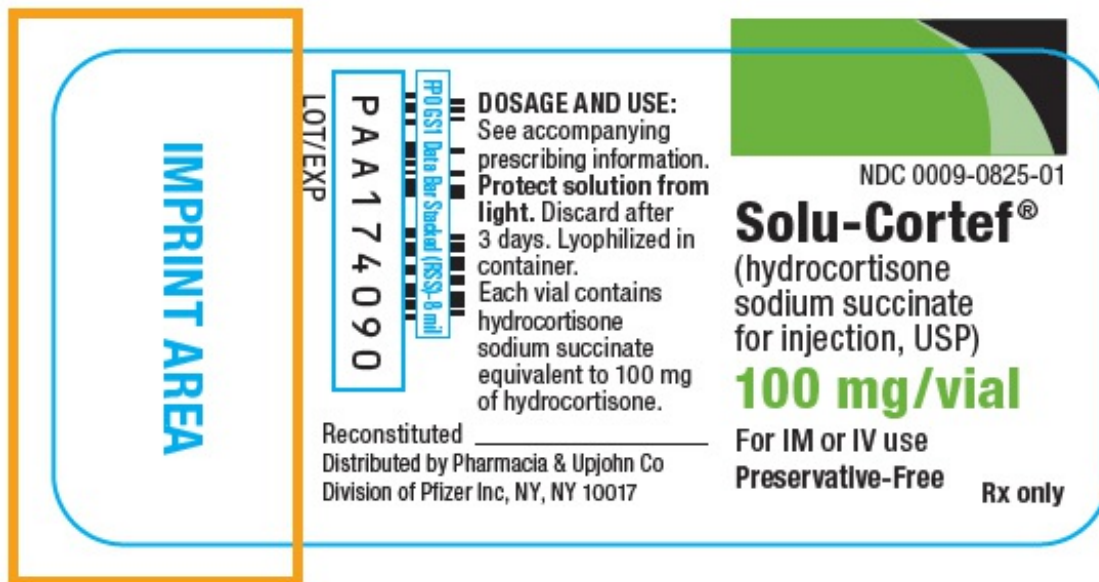 IMPRINT AREA
LOT/EXP
PAA174090
FPO GS1 Data Bar Stacked (RSS)-8 mil
DOSAGE AND USE:
See accompanying
prescribing information.
Protect solution from
light. Discard after
3 days. Lyophilized in
container.
Each vial contains
hydrocortisone
sodium succinate
equivalent to 100 mg
of hydrocortisone.
Reconstituted
Distributed by Pharmacia & Upjohn Co
Division of Pfizer Inc, NY, NY 10017
NDC 0009-0825-01
Solu-Cortef®
(hydrocortisone
sodium succinate
for injection, USP)
100 mg/vial
For IM or IV use
Preservative-Free
Rx only